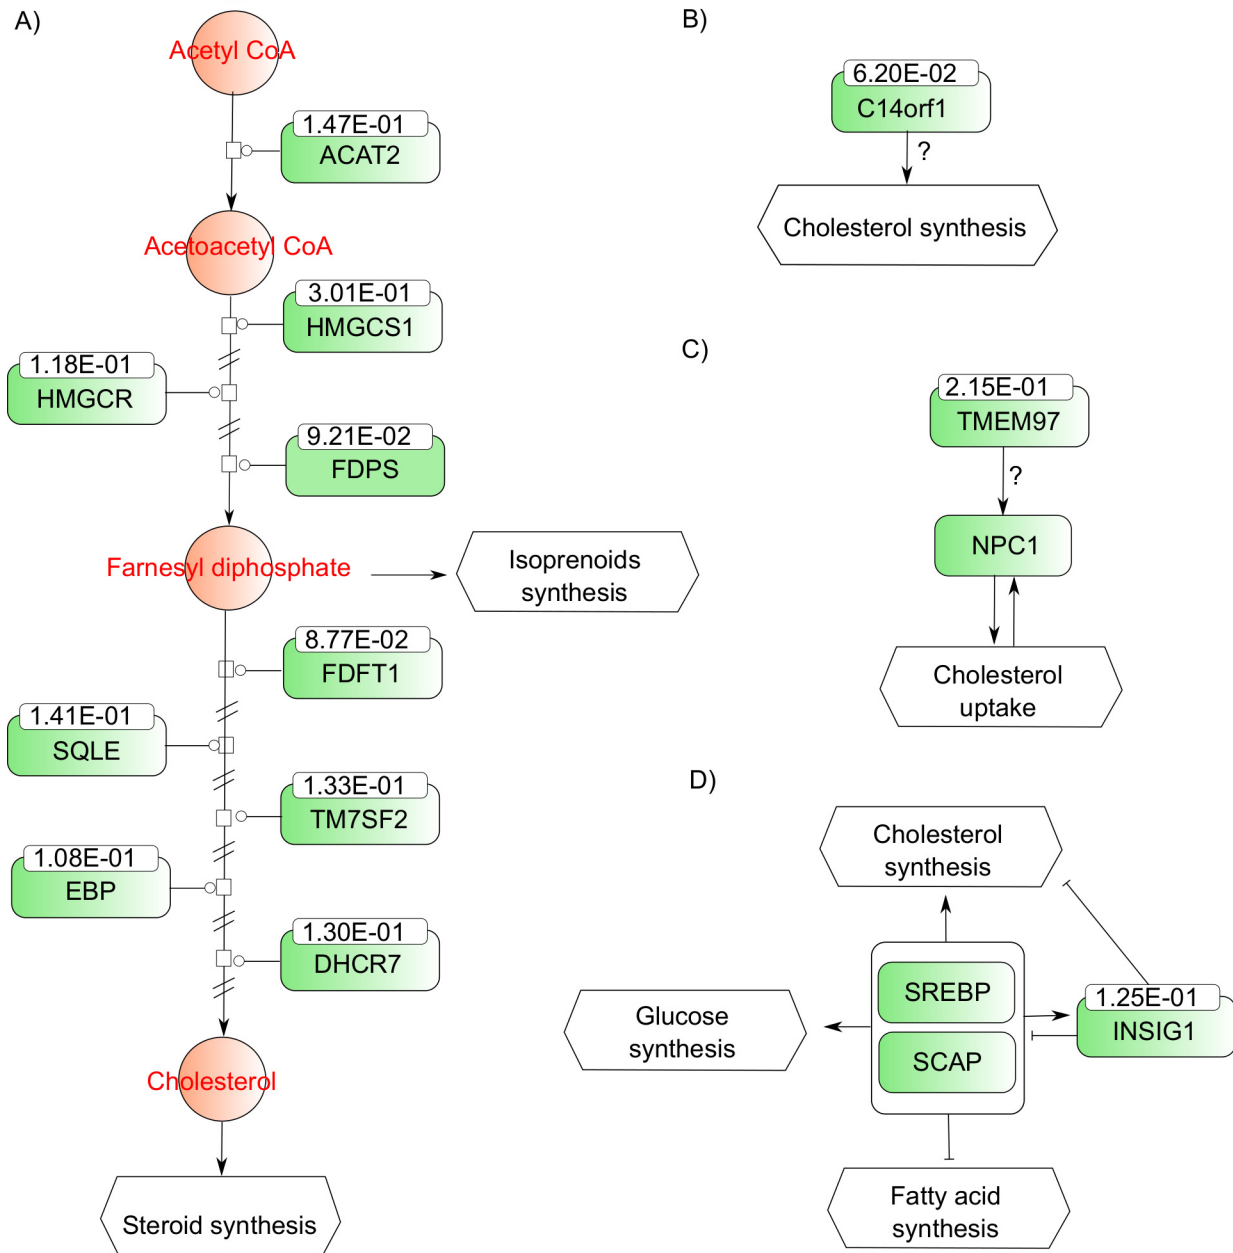 A)
Acetyl CoA
1.47E-01
ACAT2
Acetoacetyl CoA
3.01E-01
HMGCS1
1.18E-01
HMGCR
9.21E-02
FDPS
Farnesyl diphosphate
Isoprenoids
synthesis
8.77E-02
FDFT1
1.41E-01
SQLE
1.33E-01
TM7SF2
1.08E-01
EBP
1.30E-01
DHCR7
Cholesterol
Steroid synthesis
B)
6.20E-02
C14orf1
?
Cholesterol synthesis
C)
2.15E-01
TMEM97
?
NPC1
Cholesterol
uptake
D)
Cholesterol
synthesis
SREBP
SCAP
1.25E-01
INSIG1
Glucose
synthesis
Fatty acid
synthesis